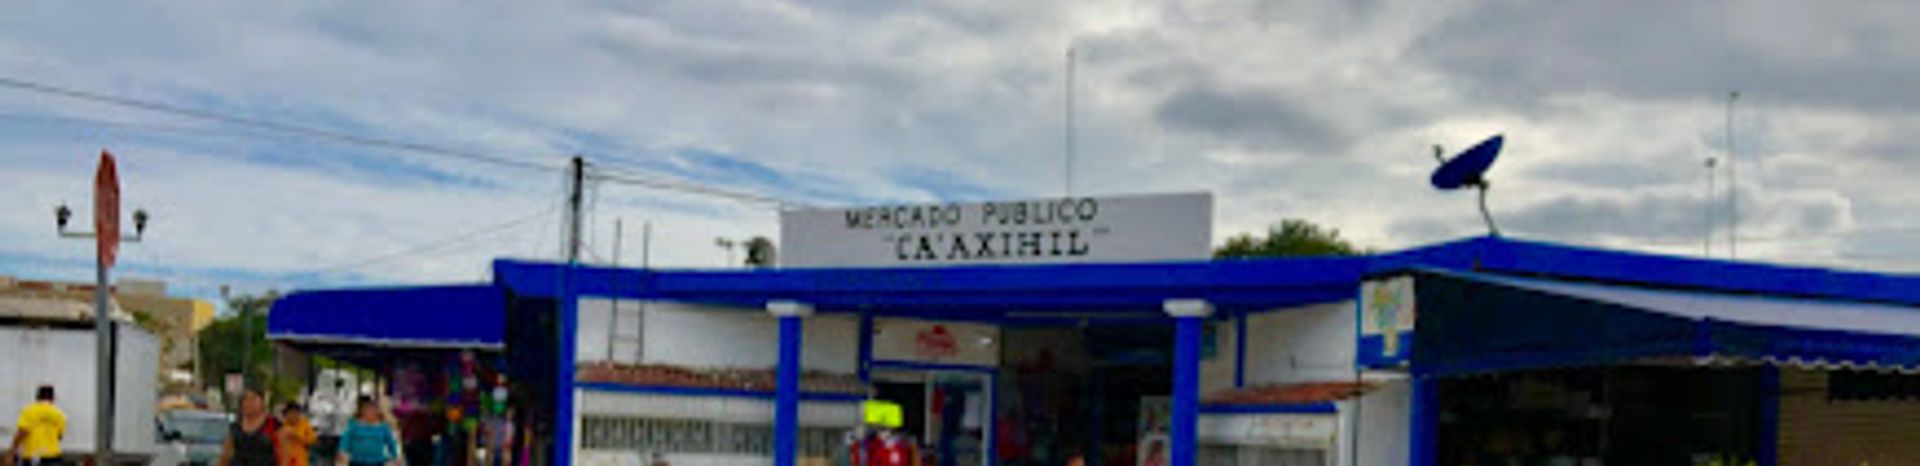 MERCADO PUBLICO
"CA'AXIHIL"